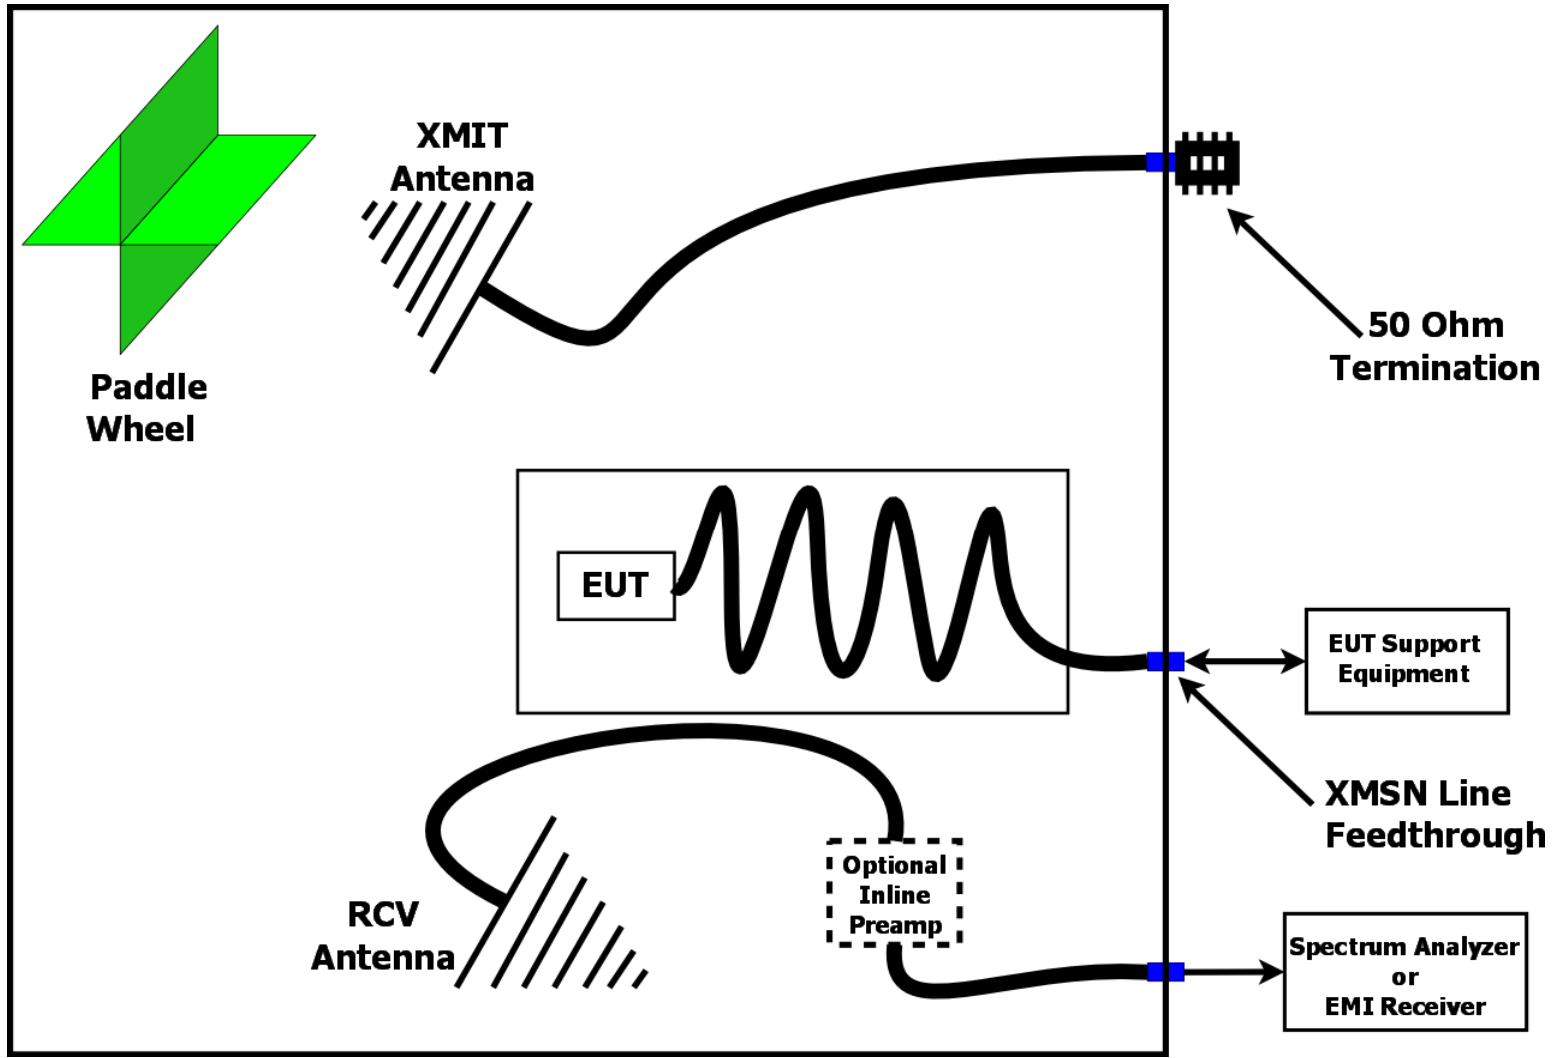 XMIT
Antenna
Paddle
Wheel
50 Ohm
Termination
EUT
EUT Support
Equipment
XMSN Line
Feedthrough
Optional
Inline
Preamp
RCV
Antenna
Spectrum Analyzer
or
EMI Receiver